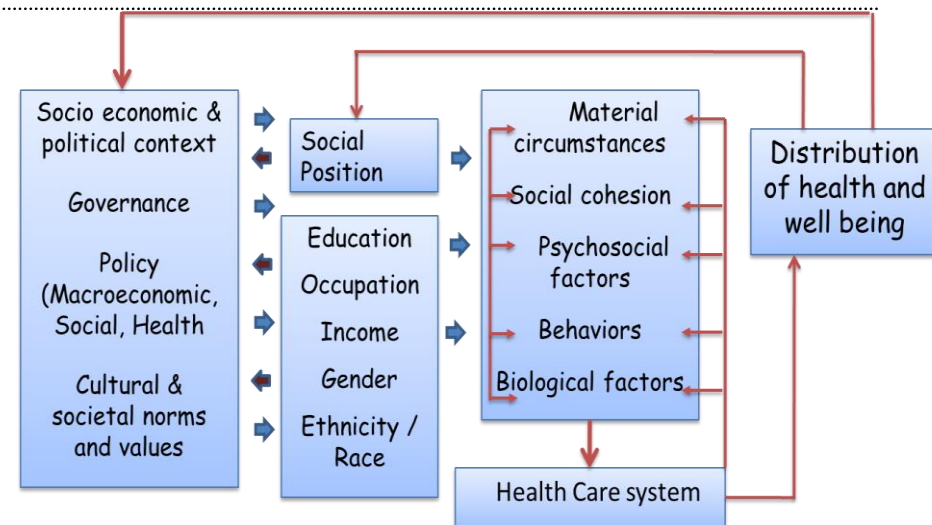 Socio economic &
political context
Governance
Policy
(Macroeconomic,
Social, Health
Cultural &
societal norms
and values
Social
Position
Education
Occupation
Income
Gender
Ethnicity /
Race
Material
circumstances
Social cohesion
Psychosocial
factors
Behaviors
Biological factors
Health Care system
Distribution
of health and
well being